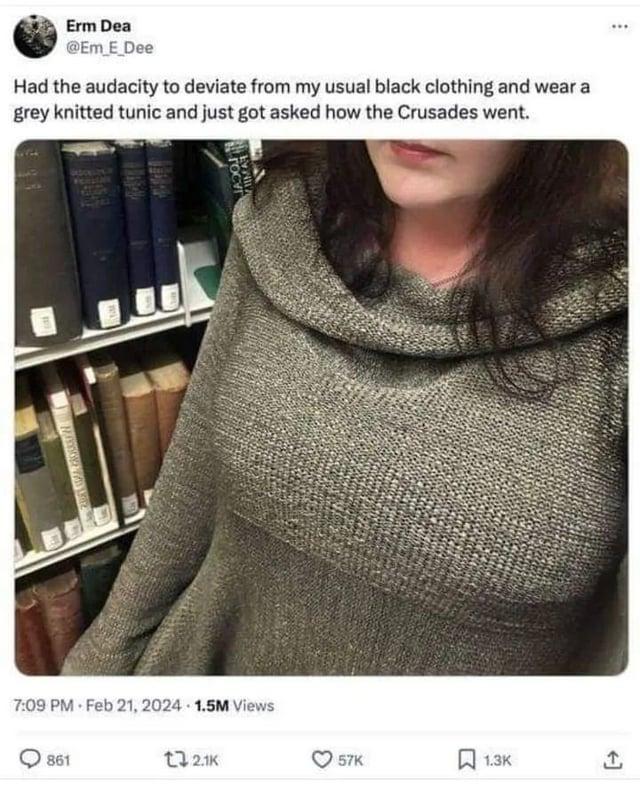 Erm Dea
@Em_E_Dee
Had the audacity to deviate from my usual black clothing and wear a
grey knitted tunic and just got asked how the Crusades went.
7:09 PM · Feb 21, 2024 · 1.5M Views
861 2.1K 57K 1.3K